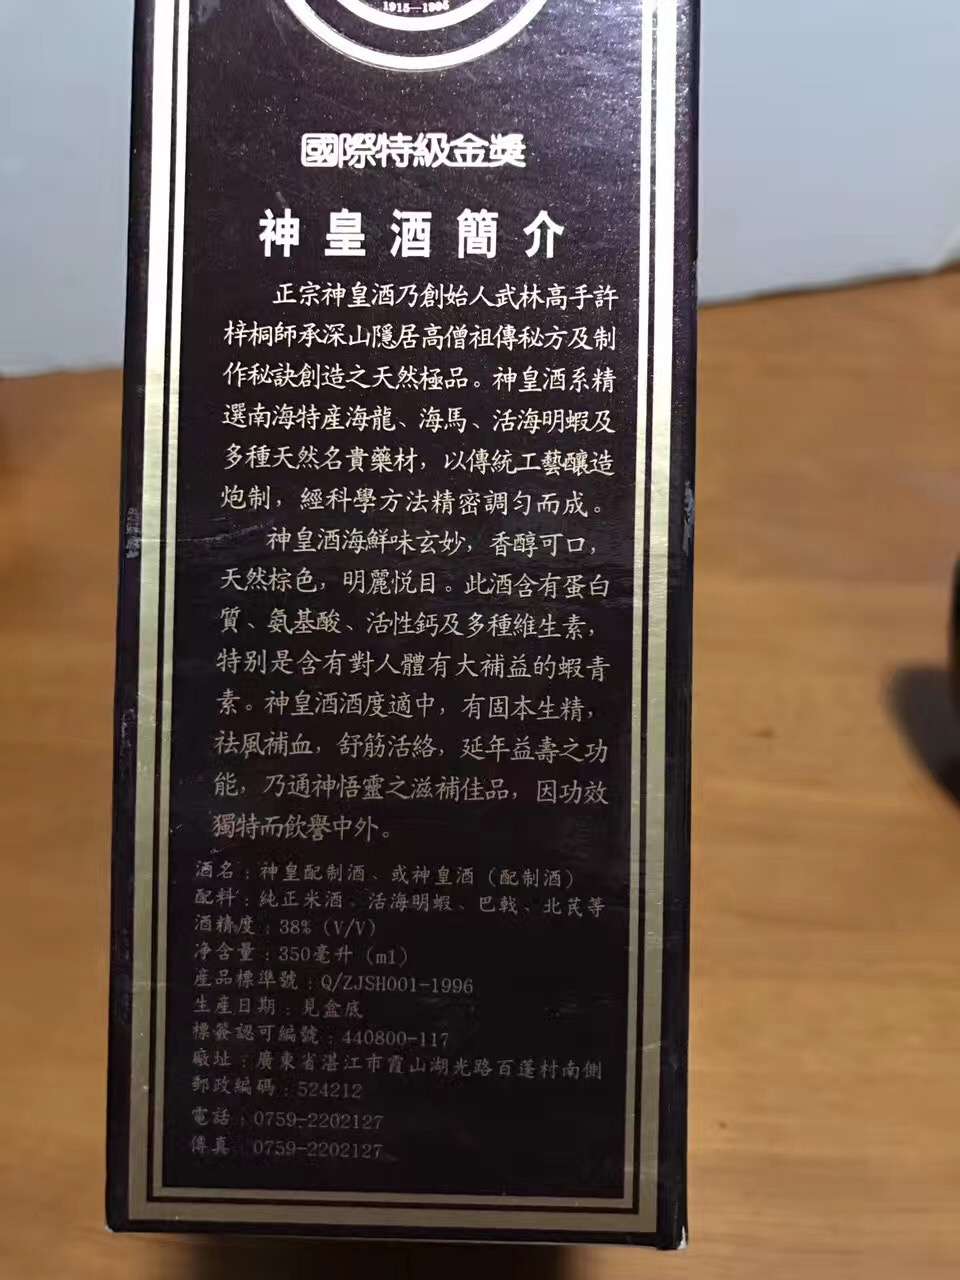 1915—1995
國際特級金獎
神皇酒簡介
正宗神皇酒乃創始人武林高手許
梓桐師承深山隱居高僧祖傳秘方及制
作秘訣創造之天然極品。神皇酒系精
選南海特産海龍、海馬、活海明蝦及
多種天然名貴藥材，以傳統工藝釀造
炮制，經科學方法精密調勻而成。
神皇酒海鮮味玄妙，香醇可口，
天然棕色，明麗悦目。此酒含有蛋白
質、氨基酸、活性鈣及多種維生素，
特别是含有對人體有大補益的蝦青
素。神皇酒酒度適中，有固本生精，
祛風補血，舒筋活絡，延年益壽之功
能，乃通神悟靈之滋補佳品，因功效
獨特而飲譽中外。
酒名：神皇配制酒、或神皇酒（配制酒）
配料：純正米酒、活海明蝦、巴戟、北芪等
酒精度：38%（V/V）
净含量：350毫升（ml）
産品標準號：Q/ZJSH001-1996
生産日期：見盒底
標簽認可編號：440800-117
廠址：廣東省湛江市霞山湖光路百蓬村南側
郵政編碼：524212
電話：0759-2202127
傳真：0759-2202127